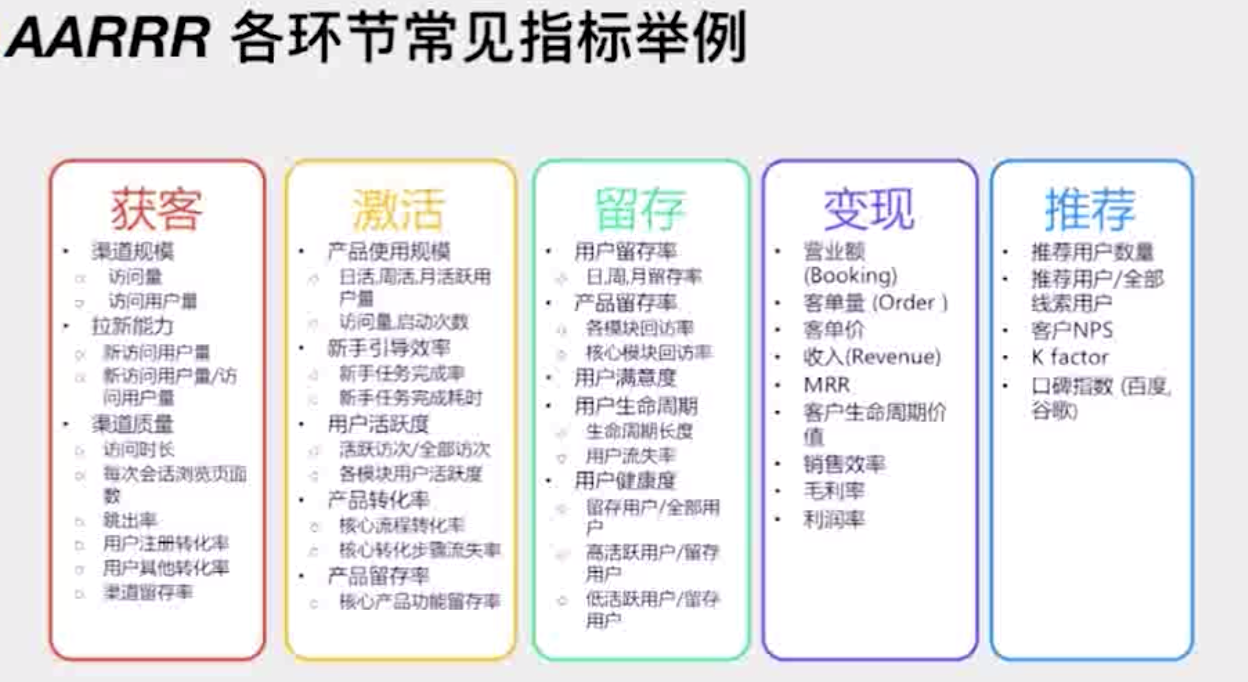 AARRR 各环节常见指标举例
获客
渠道规模
访问量
访问用户量
拉新能力
新访问用户量
新访问用户量/访
问用户量
渠道质量
访问时长
每次会话浏览页面
数
跳出率
用户注册转化率
用户其他转化率
渠道留存率
激活
产品使用规模
日活,周活,月活跃用
户量
访问量,启动次数
新手引导效率
新手任务完成率
新手任务完成耗时
用户活跃度
活跃访次/全部访次
各模块用户活跃度
产品转化率
核心流程转化率
核心转化步骤流失率
产品留存率
核心产品功能留存率
留存
用户留存率
日,周,月留存率
产品留存率
各模块回访率
核心模块回访率
用户满意度
用户生命周期
生命周期长度
用户流失率
用户健康度
留存用户/全部用
户
高活跃用户/留存
用户
低活跃用户/留存
用户
变现
营业额
(Booking)
客单量 (Order )
客单价
收入(Revenue)
MRR
客户生命周期价
值
销售效率
毛利率
利润率
推荐
推荐用户数量
推荐用户/全部
线索用户
客户NPS
K factor
口碑指数 (百度,
谷歌)